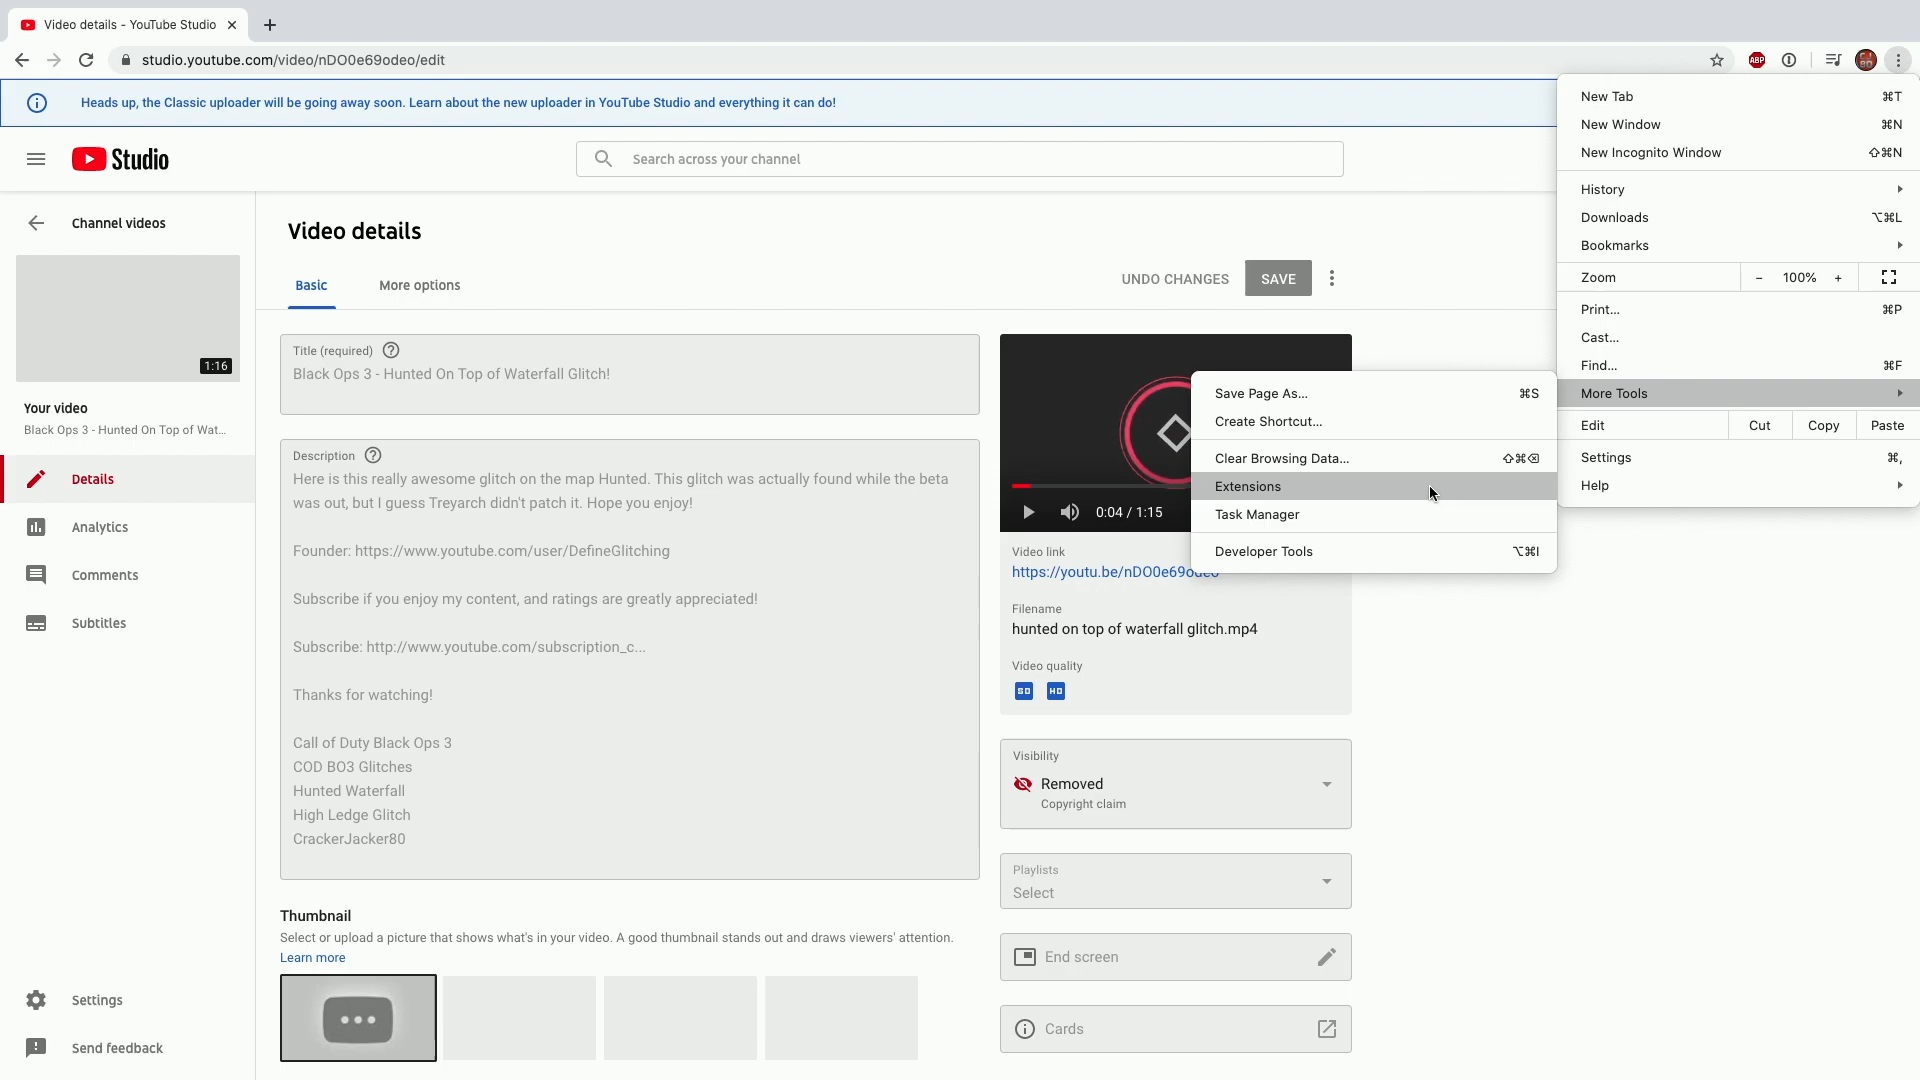 Video details - YouTube Studio
studio.youtube.com/video/nDO0e69odeo/edit
ABP
Heads up, the Classic uploader will be going away soon. Learn about the new uploader in YouTube Studio and everything it can do!
Studio
Search across your channel
Channel videos
1:16
Your video
Black Ops 3 - Hunted On Top of Wat...
Details
Analytics
Comments
Subtitles
Settings
Send feedback
Video details
Basic
More options
UNDO CHANGES
SAVE
Title (required)
Black Ops 3 - Hunted On Top of Waterfall Glitch!
Description
Here is this really awesome glitch on the map Hunted. This glitch was actually found while the beta
was out, but I guess Treyarch didn't patch it. Hope you enjoy!
Founder: https://www.youtube.com/user/DefineGlitching
Subscribe if you enjoy my content, and ratings are greatly appreciated!
Subscribe: http://www.youtube.com/subscription_c...
Thanks for watching!
Call of Duty Black Ops 3
COD BO3 Glitches
Hunted Waterfall
High Ledge Glitch
CrackerJacker80
Thumbnail
Select or upload a picture that shows what's in your video. A good thumbnail stands out and draws viewers' attention.
Learn more
0:04 / 1:15
Video link
https://youtu.be/nDO0e69odeo
Filename
hunted on top of waterfall glitch.mp4
Video quality
SD HD
Visibility
Removed
Copyright claim
Playlists
Select
End screen
Cards
Save Page As... ⌘S
Create Shortcut...
Clear Browsing Data... ⇧⌘⌫
Extensions
Task Manager
Developer Tools ⌥⌘I
New Tab ⌘T
New Window ⌘N
New Incognito Window ⇧⌘N
History
Downloads ⌥⌘L
Bookmarks
Zoom - 100% +
Print... ⌘P
Cast...
Find... ⌘F
More Tools
Edit Cut Copy Paste
Settings ⌘,
Help